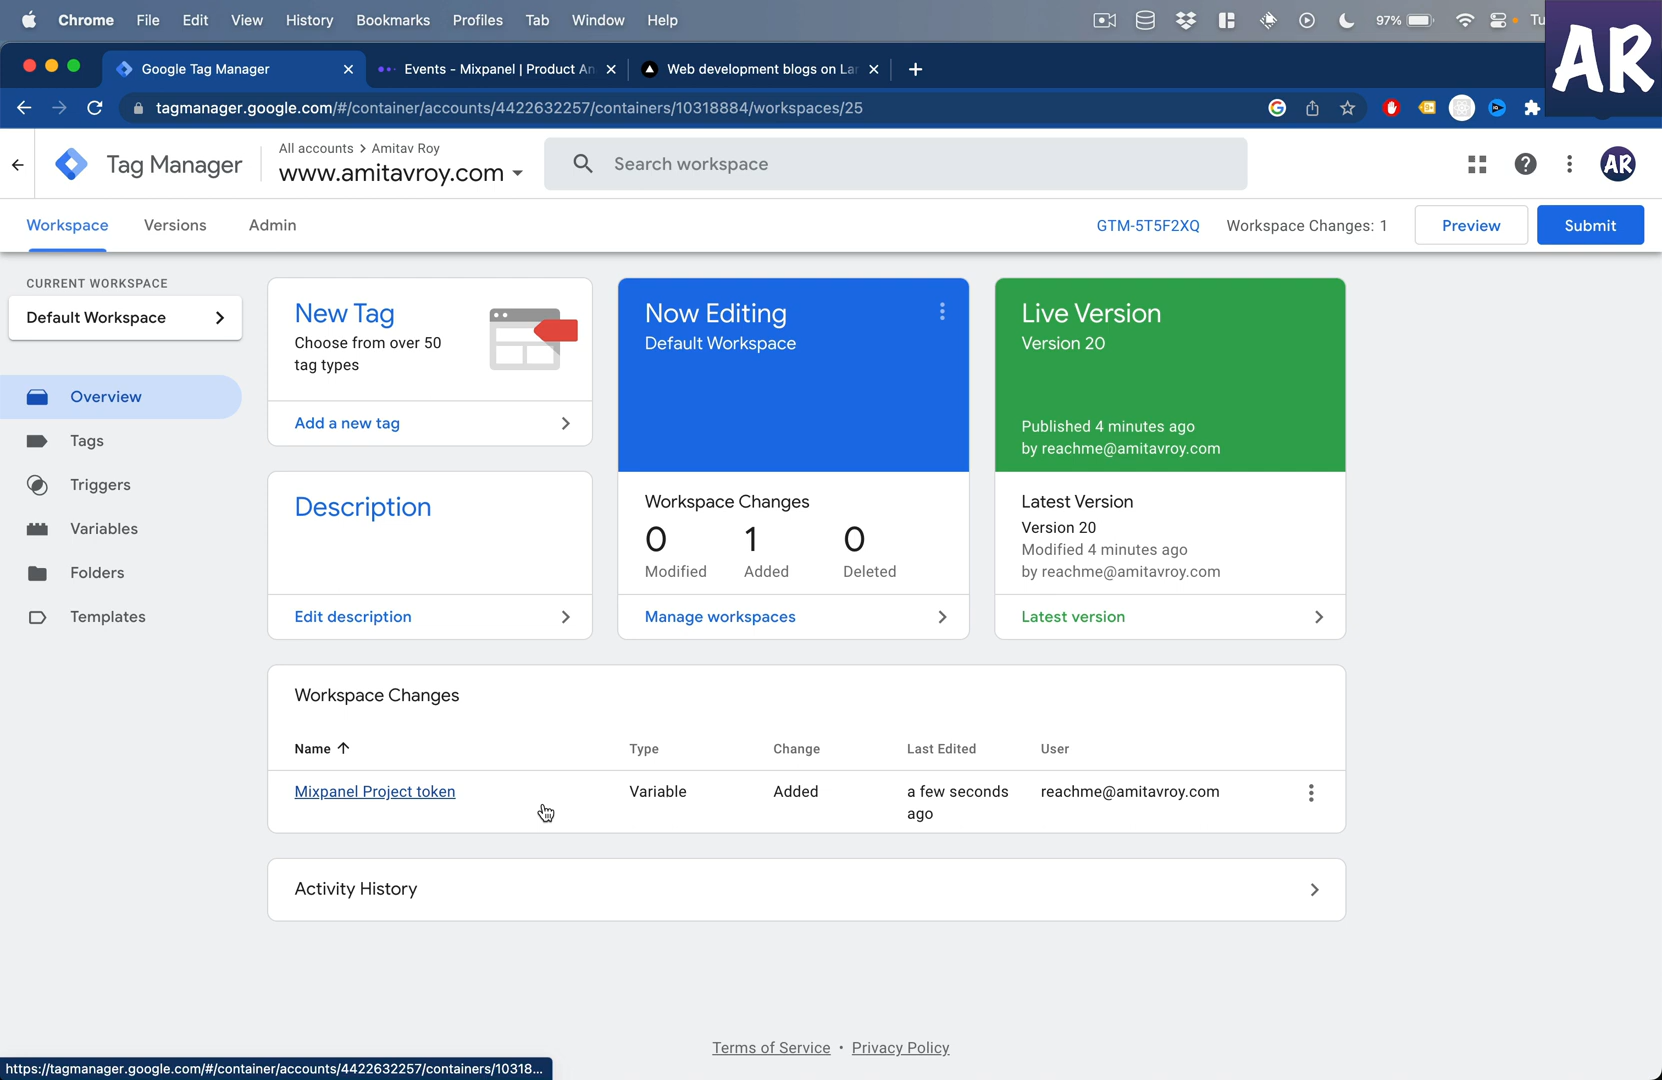 Chrome File Edit View History Bookmarks Profiles Tab Window Help
97%
Tu
AR
Google Tag Manager
Events - Mixpanel | Product An
Web development blogs on Lar
tagmanager.google.com/#/container/accounts/4422632257/containers/10318884/workspaces/25
Tag Manager
All accounts > Amitav Roy
www.amitavroy.com
Search workspace
AR
Workspace
Versions
Admin
GTM-5T5F2XQ
Workspace Changes: 1
Preview
Submit
CURRENT WORKSPACE
Default Workspace
Overview
Tags
Triggers
Variables
Folders
Templates
New Tag
Choose from over 50
tag types
Add a new tag
Description
Edit description
Now Editing
Default Workspace
Workspace Changes
0 1 0
Modified Added Deleted
Manage workspaces
Live Version
Version 20
Published 4 minutes ago
by reachme@amitavroy.com
Latest Version
Version 20
Modified 4 minutes ago
by reachme@amitavroy.com
Latest version
Workspace Changes
Name Type Change Last Edited User
Mixpanel Project token Variable Added a few seconds reachme@amitavroy.com
ago
Activity History
Terms of Service • Privacy Policy
https://tagmanager.google.com/#/container/accounts/4422632257/containers/10318...